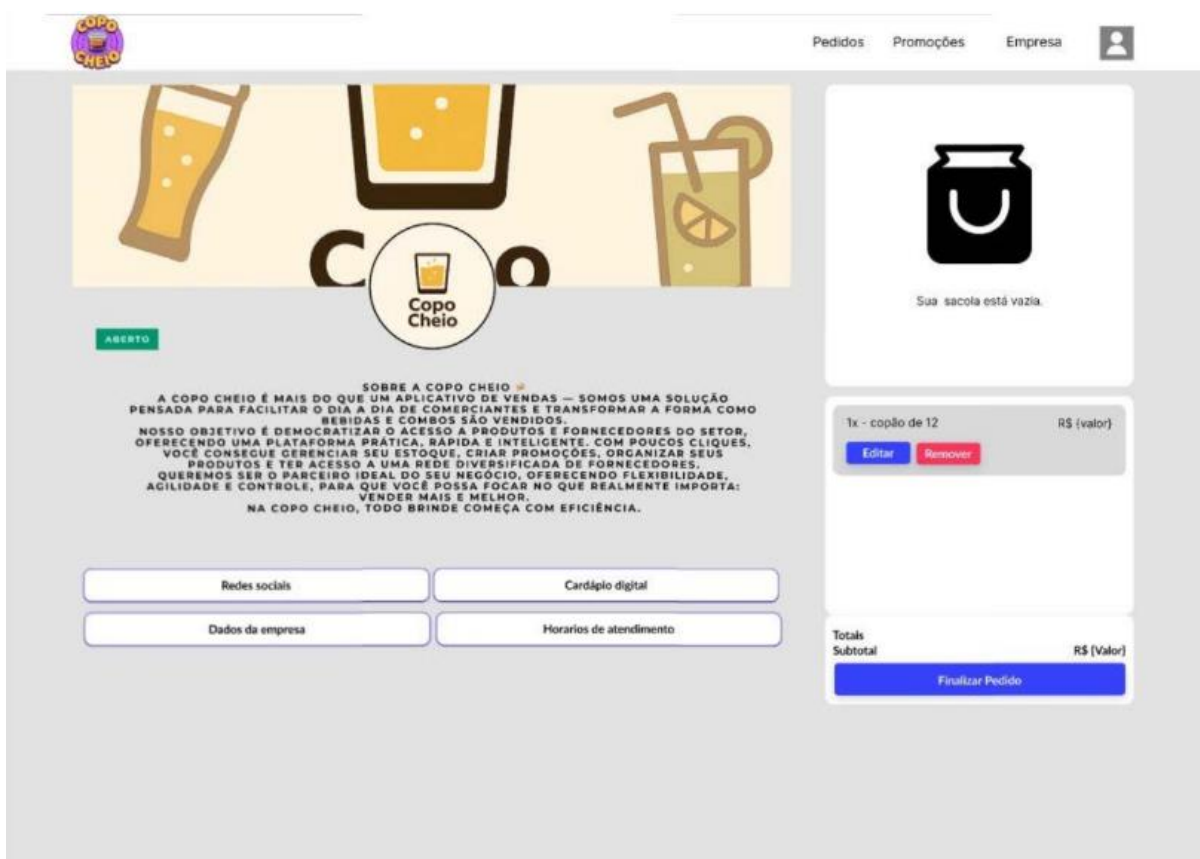 COPO
CHEIO
Pedidos Promoções Empresa
C o
Copo
Cheio
ABERTO
SOBRE A COPO CHEIO
A COPO CHEIO É MAIS DO QUE UM APLICATIVO DE VENDAS — SOMOS UMA SOLUÇÃO
PENSADA PARA FACILITAR O DIA A DIA DE COMERCIANTES E TRANSFORMAR A FORMA COMO
BEBIDAS E COMBOS SÃO VENDIDOS.
NOSSO OBJETIVO É DEMOCRATIZAR O ACESSO A PRODUTOS E FORNECEDORES DO SETOR,
OFERECENDO UMA PLATAFORMA PRÁTICA, RÁPIDA E INTELIGENTE. COM POUCOS CLIQUES,
VOCÊ CONSEGUE GERENCIAR SEU ESTOQUE, CRIAR PROMOÇÕES, ORGANIZAR SEUS
PRODUTOS E TER ACESSO A UMA REDE DIVERSIFICADA DE FORNECEDORES.
QUEREMOS SER O PARCEIRO IDEAL DO SEU NEGÓCIO, OFERECENDO FLEXIBILIDADE,
AGILIDADE E CONTROLE, PARA QUE VOCÊ POSSA FOCAR NO QUE REALMENTE IMPORTA:
VENDER MAIS E MELHOR.
NA COPO CHEIO, TODO BRINDE COMEÇA COM EFICIÊNCIA.
Redes sociais
Cardápio digital
Dados da empresa
Horarios de atendimento
Sua sacola está vazia.
1x - copão de 12 R$ {valor}
Editar Remover
Totais
Subtotal R$ {Valor}
Finalizar Pedido